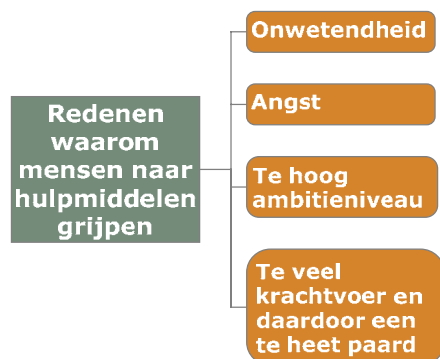 Redenen
waarom
mensen naar
hulpmiddelen
grijpen
Onwetendheid
Angst
Te hoog
ambitieniveau
Te veel
krachtvoer en
daardoor een
te heet paard